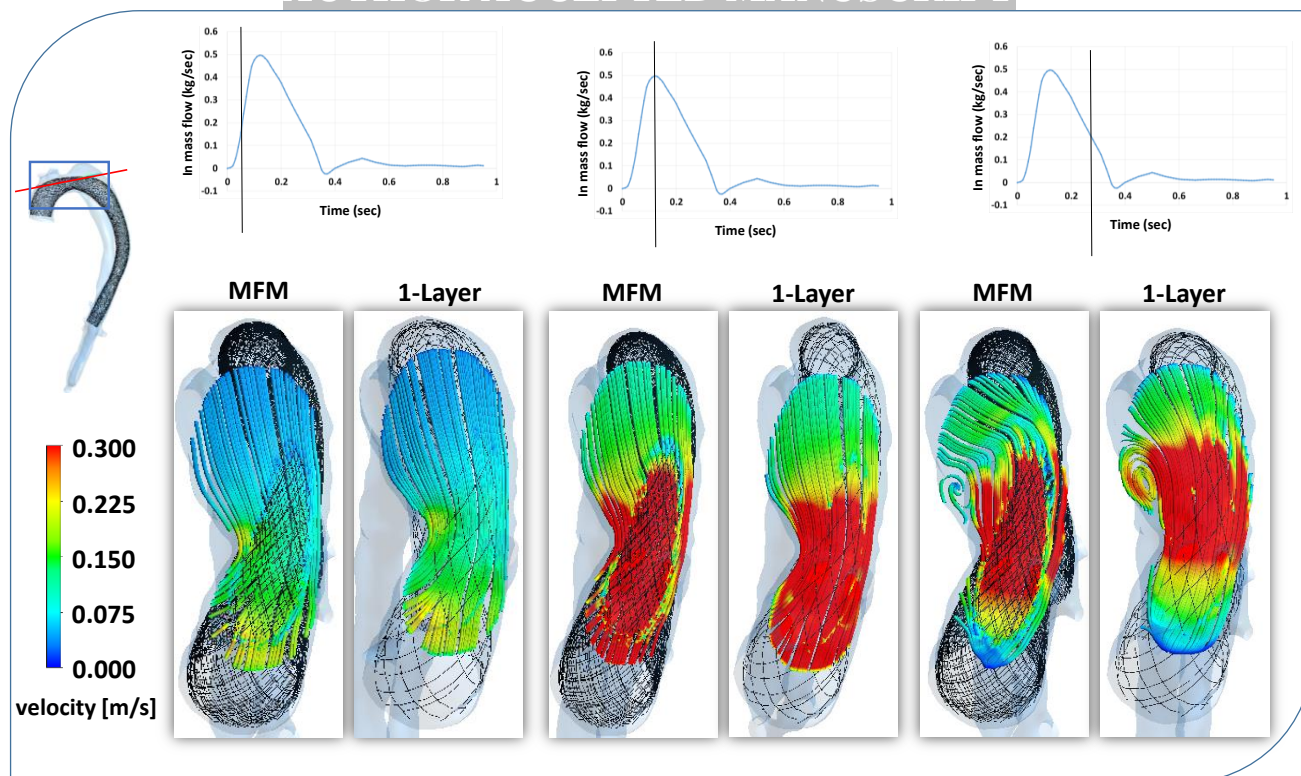 AUTHOR ACCEPTED MANUSCRIPT
0.6
0.5
0.4
0.3
0.2
0.1
0
-0.1
In mass flow (kg/sec)
0 0.2 0.4 0.6 0.8 1
Time (sec)
0.6
0.5
0.4
0.3
0.2
0.1
0
-0.1
In mass flow (kg/sec)
0 0.2 0.4 0.6 0.8 1
Time (sec)
0.6
0.5
0.4
0.3
0.2
0.1
0
-0.1
In mass flow (kg/sec)
0 0.2 0.4 0.6 0.8 1
Time (sec)
MFM 1-Layer MFM 1-Layer MFM 1-Layer
0.300
0.225
0.150
0.075
0.000
velocity [m/s]